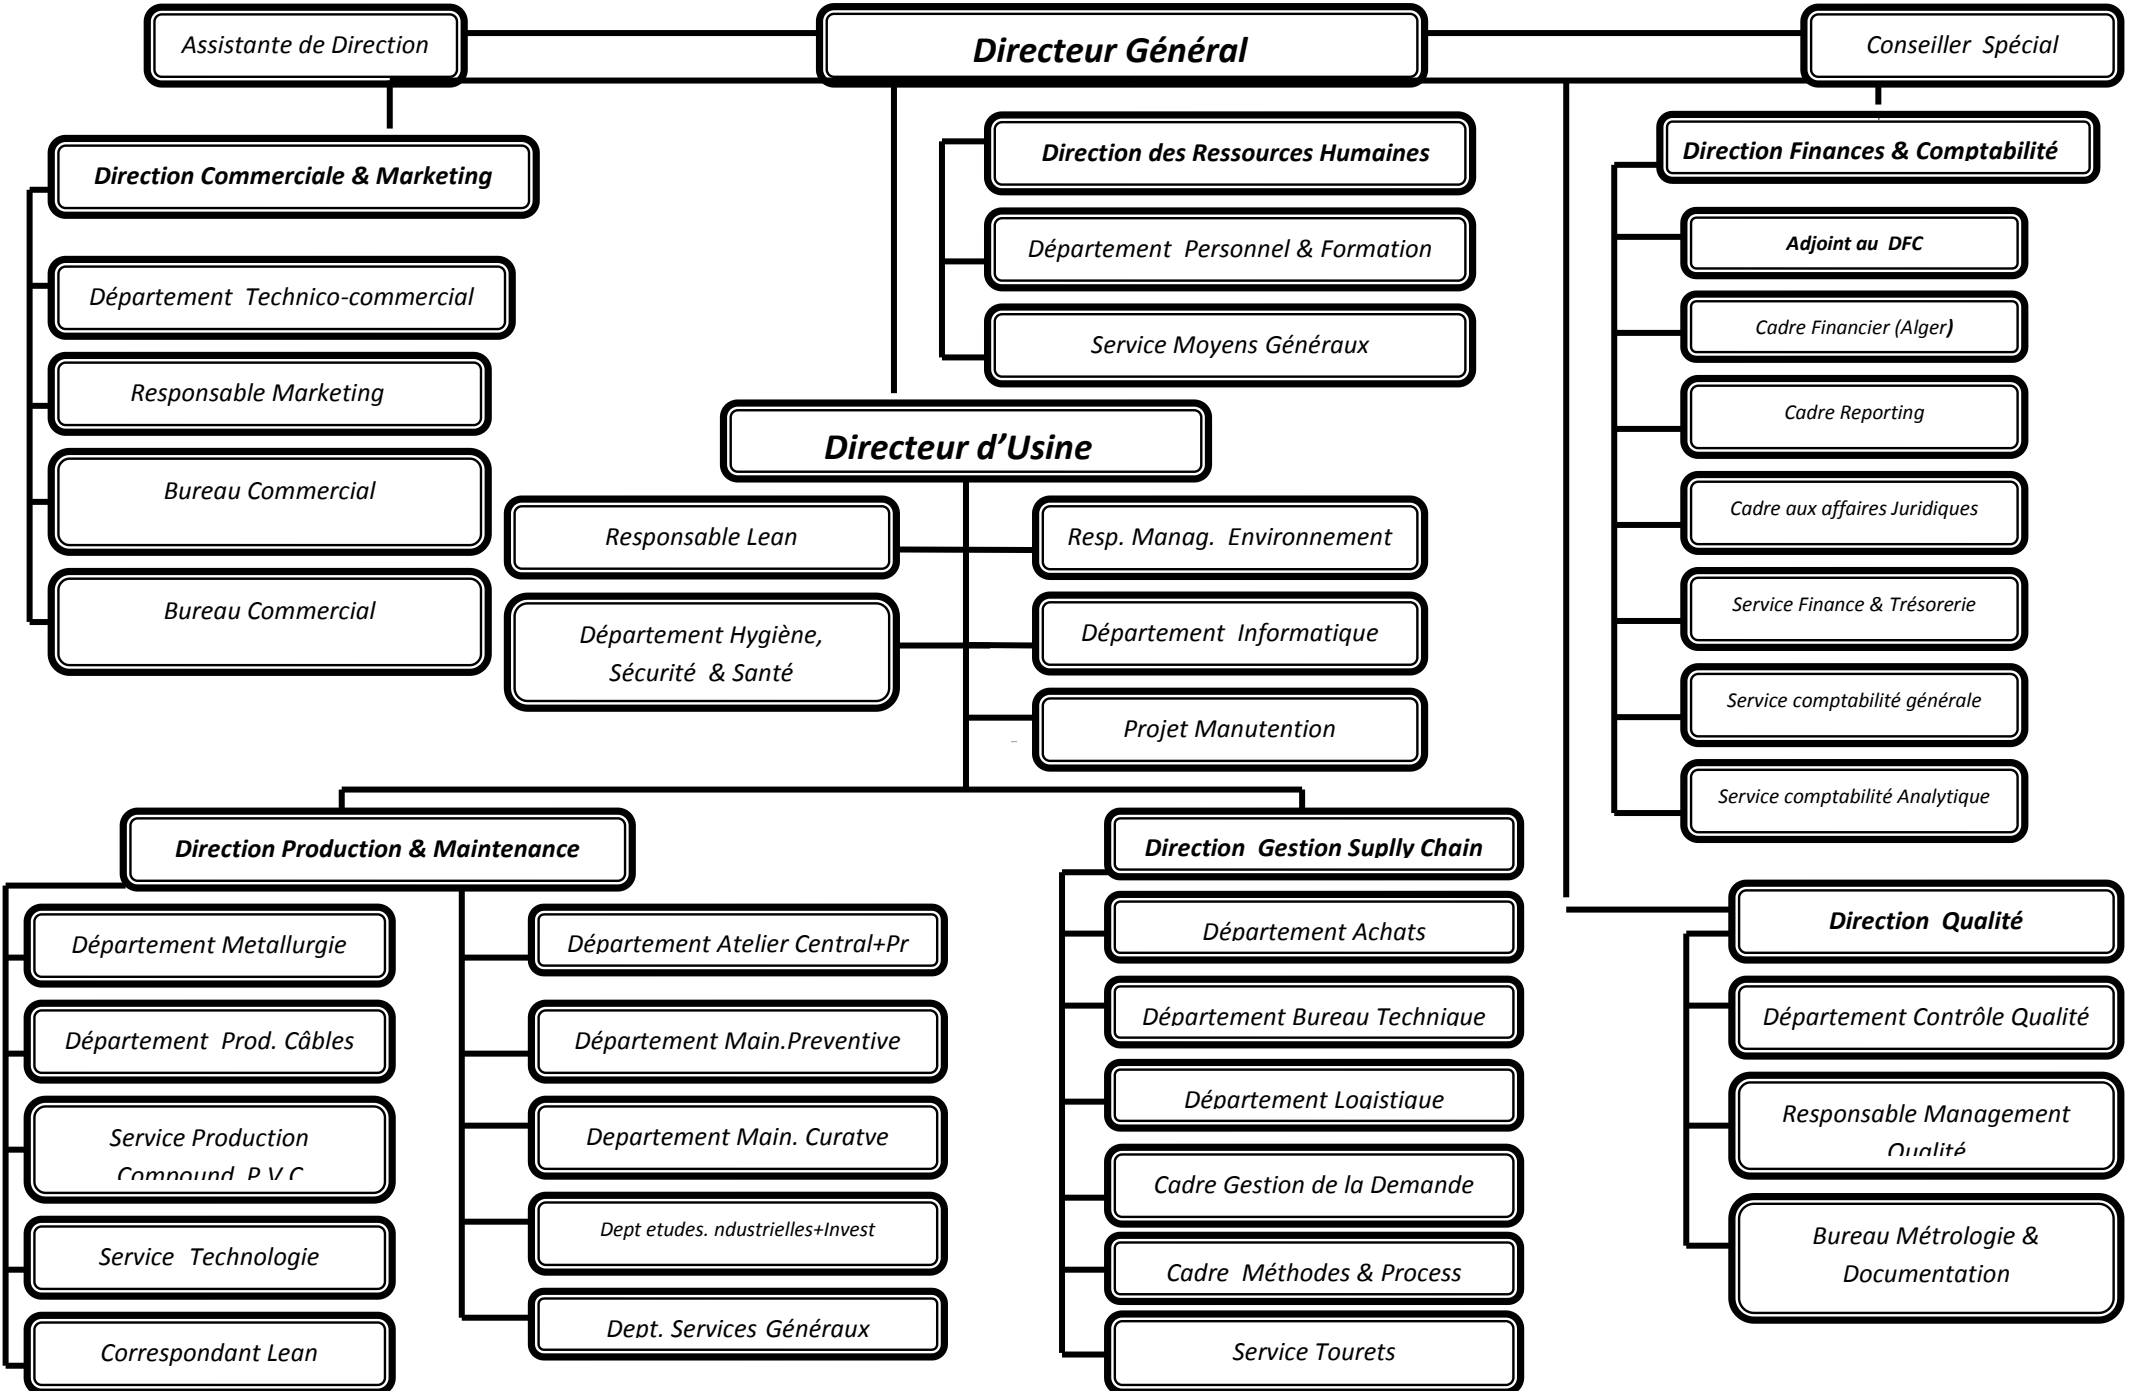 Assistante de Direction
Directeur Général
Conseiller Spécial
Direction Commerciale & Marketing
Département Technico-commercial
Responsable Marketing
Bureau Commercial
Bureau Commercial
Direction des Ressources Humaines
Département Personnel & Formation
Service Moyens Généraux
Direction Finances & Comptabilité
Adjoint au DFC
Cadre Financier (Alger)
Cadre Reporting
Cadre aux affaires Juridiques
Service Finance & Trésorerie
Service comptabilité générale
Service comptabilité Analytique
Directeur d’Usine
Responsable Lean
Resp. Manag. Environnement
Département Hygiène,
Sécurité & Santé
Département Informatique
Projet Manutention
Direction Production & Maintenance
Département Metallurgie
Département Prod. Câbles
Service Production
Compound P.V.C
Service Technologie
Correspondant Lean
Département Atelier Central+Pr
Département Main.Preventive
Departement Main. Curatve
Dept etudes. ndustrielles+Invest
Dept. Services Généraux
Direction Gestion Suplly Chain
Département Achats
Département Bureau Technique
Département Logistique
Cadre Gestion de la Demande
Cadre Méthodes & Process
Service Tourets
Direction Qualité
Département Contrôle Qualité
Responsable Management
Qualité
Bureau Métrologie &
Documentation